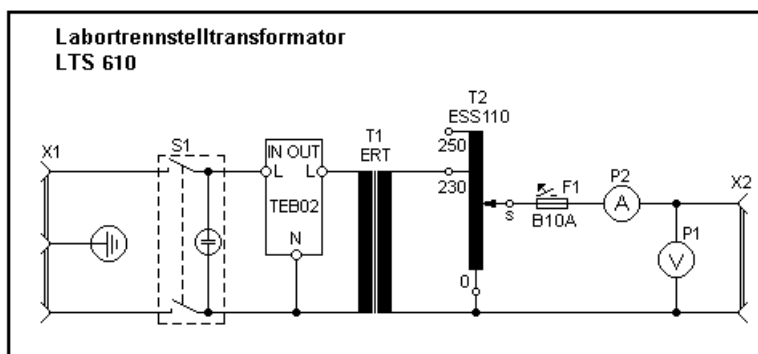 Labortrennstelltransformator
LTS 610
X1
S1
IN OUT
L L
TEB02
N
T1
ERT
T2
ESS110
250
230
0
s
F1
B10A
P2
A
P1
V
X2